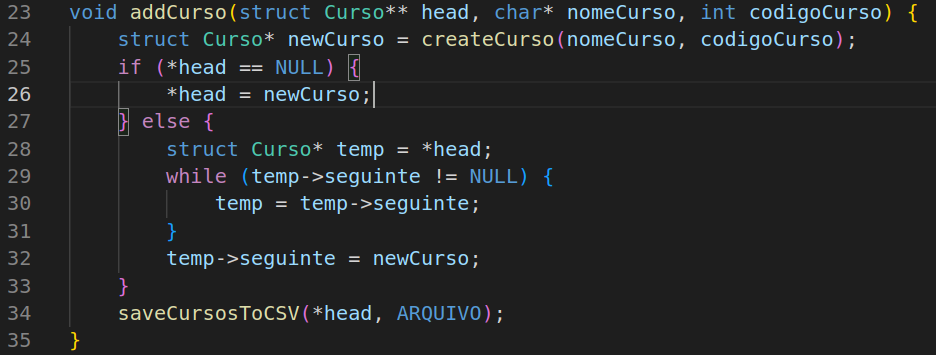 23 void addCurso(struct Curso** head, char* nomeCurso, int codigoCurso) {
24     struct Curso* newCurso = createCurso(nomeCurso, codigoCurso);
25     if (*head == NULL) {
26         *head = newCurso;
27     } else {
28         struct Curso* temp = *head;
29         while (temp->seguinte != NULL) {
30             temp = temp->seguinte;
31         }
32         temp->seguinte = newCurso;
33     }
34     saveCursosToCSV(*head, ARQUIVO);
35 }